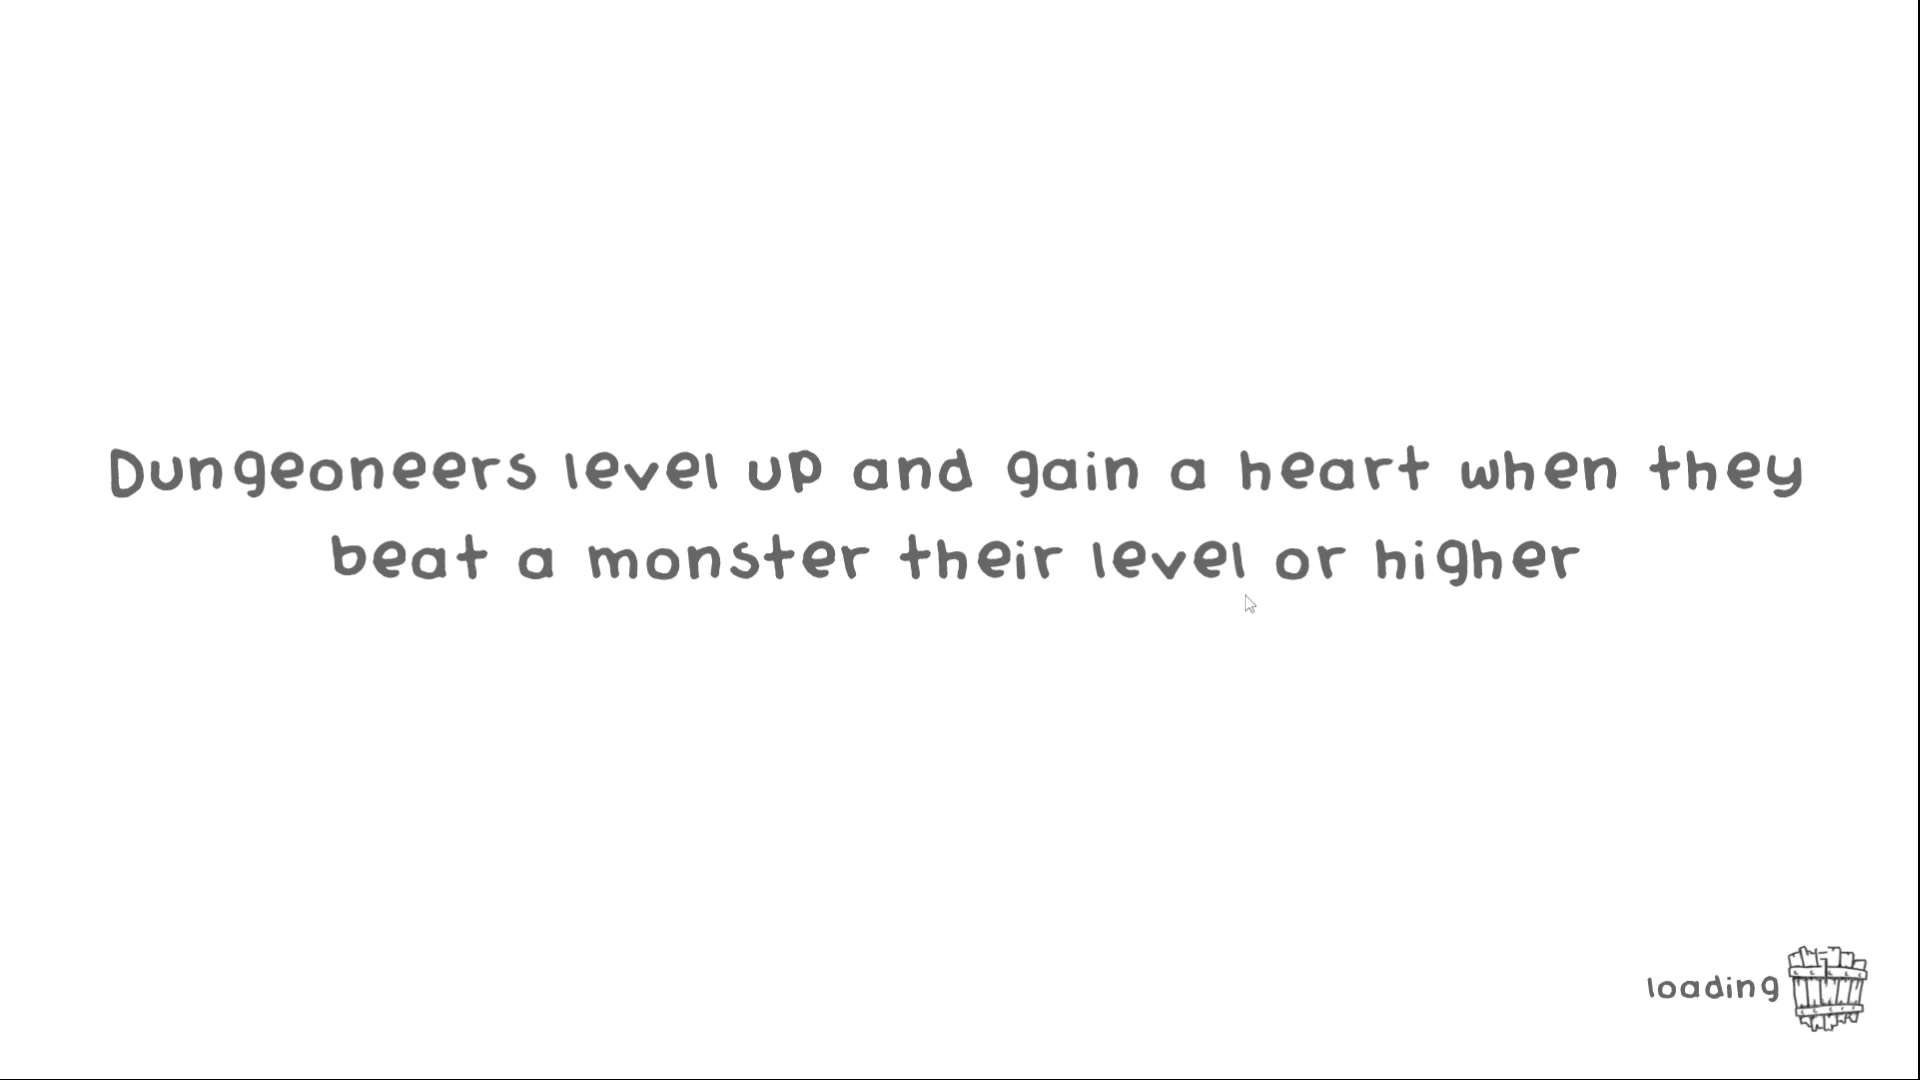 Dungeoneers level up and gain a heart when they
beat a monster their level or higher
loading